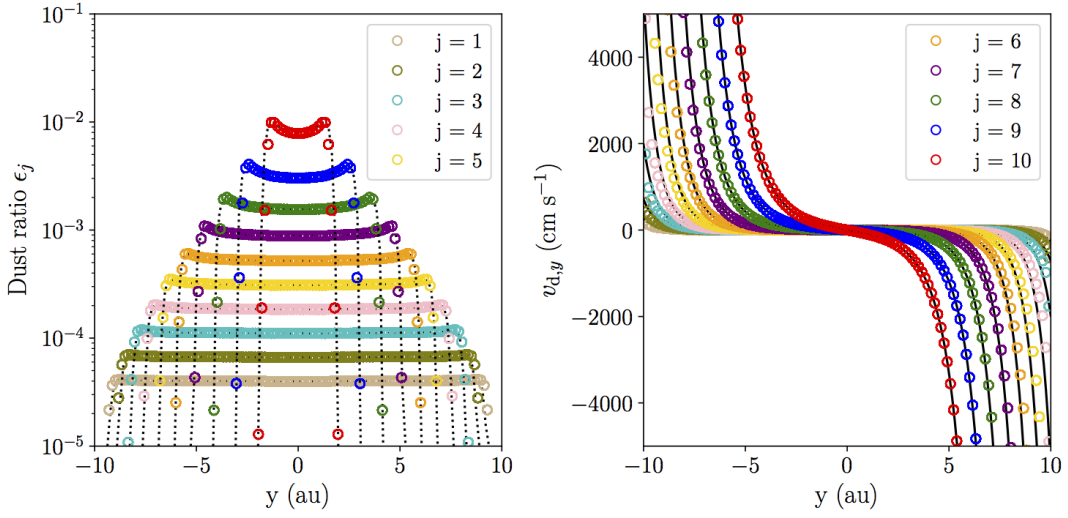 Dust ratio ϵj
10−1
10−2
10−3
10−4
10−5
−10
−5
0
5
10
y (au)
j = 1
j = 2
j = 3
j = 4
j = 5
vd,y (cm s−1)
4000
2000
0
−2000
−4000
−10
−5
0
5
10
y (au)
j = 6
j = 7
j = 8
j = 9
j = 10